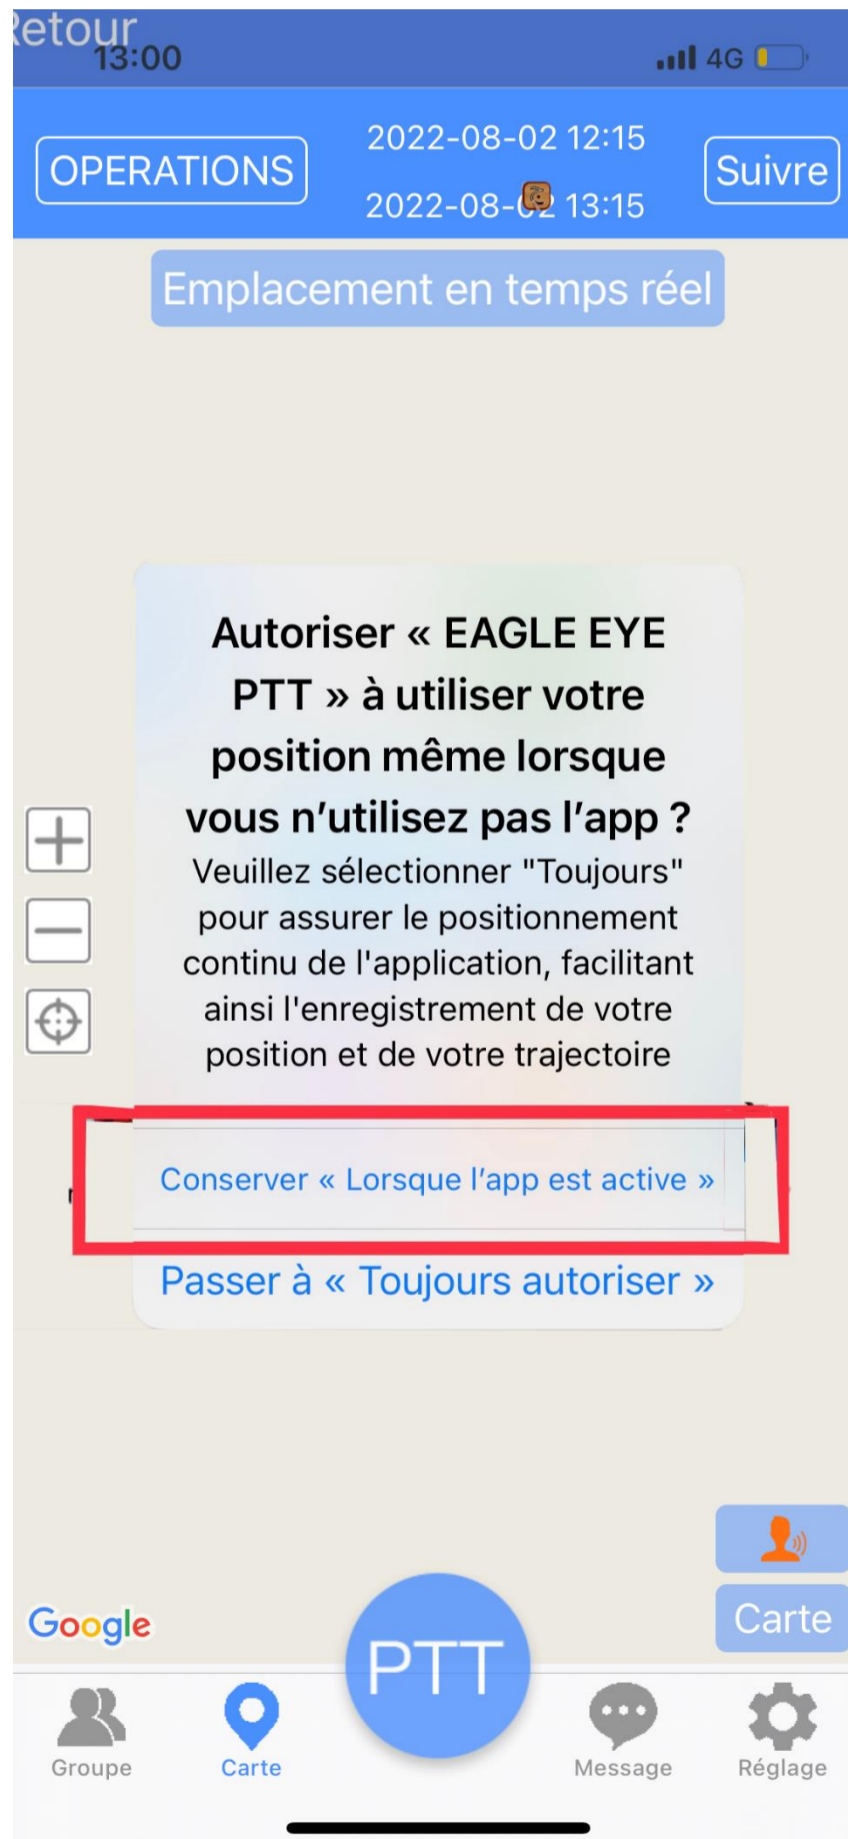 Retour
13:00
4G
OPERATIONS
2022-08-02 12:15
Suivre
2022-08-02 13:15
Emplacement en temps réel
Autoriser « EAGLE EYE
PTT » à utiliser votre
position même lorsque
vous n’utilisez pas l’app ?
Veuillez sélectionner "Toujours"
pour assurer le positionnement
continu de l'application, facilitant
ainsi l'enregistrement de votre
position et de votre trajectoire
Conserver « Lorsque l’app est active »
Passer à « Toujours autoriser »
Google
Carte
PTT
Groupe
Carte
Message
Réglage